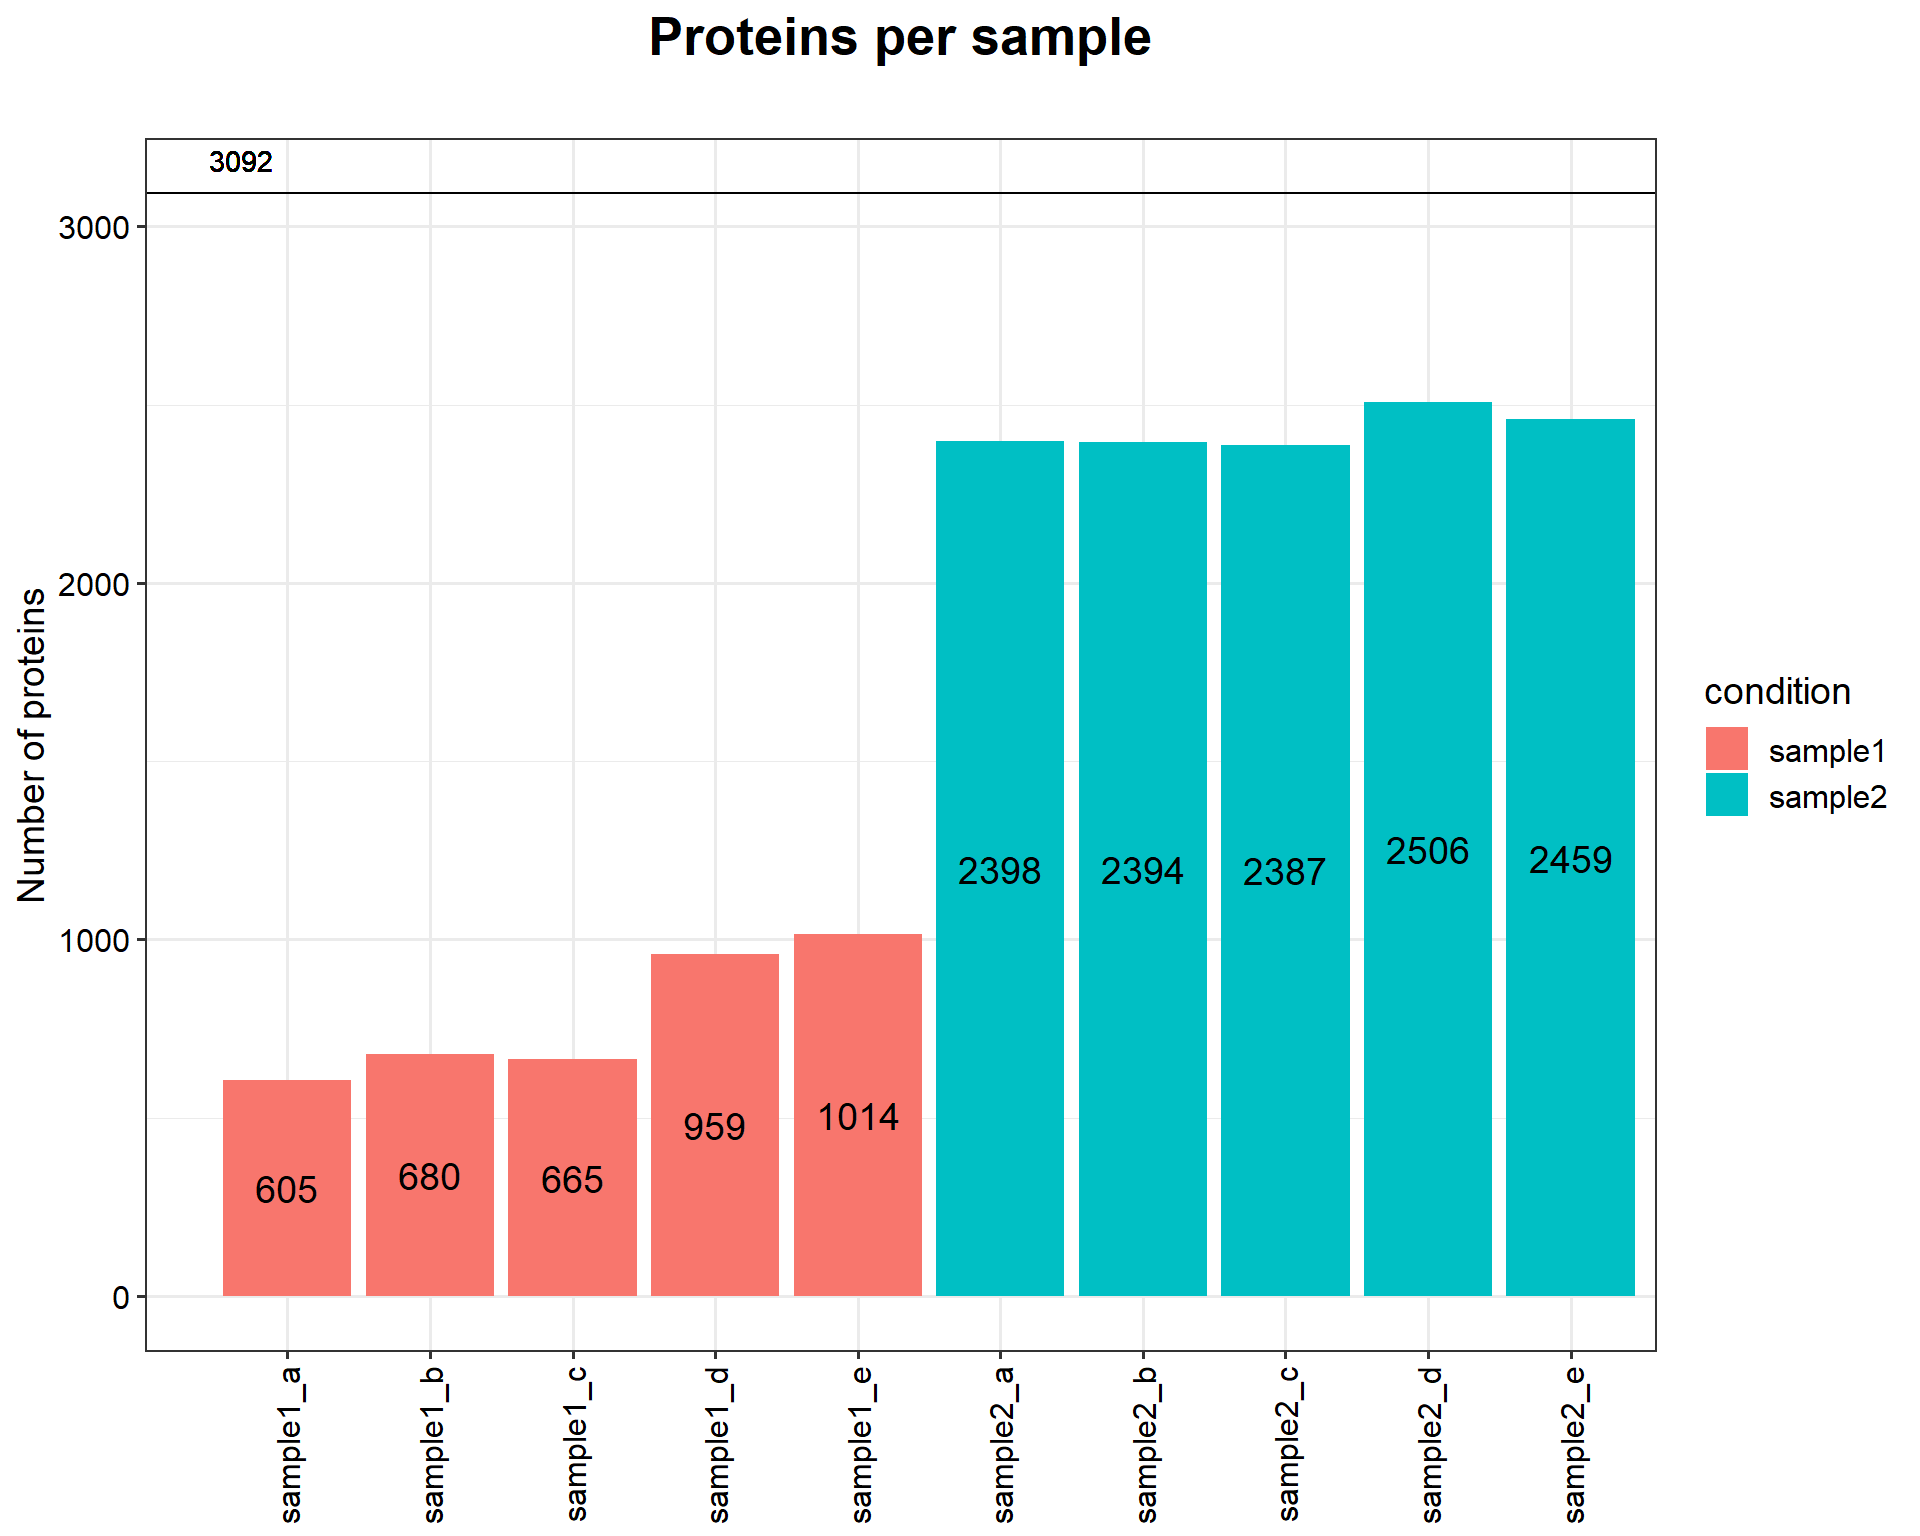 Proteins per sample
3092
3000
2000
1000
0
Number of proteins
605
680
665
959
1014
2398
2394
2387
2506
2459
sample1_a
sample1_b
sample1_c
sample1_d
sample1_e
sample2_a
sample2_b
sample2_c
sample2_d
sample2_e
condition
sample1
sample2